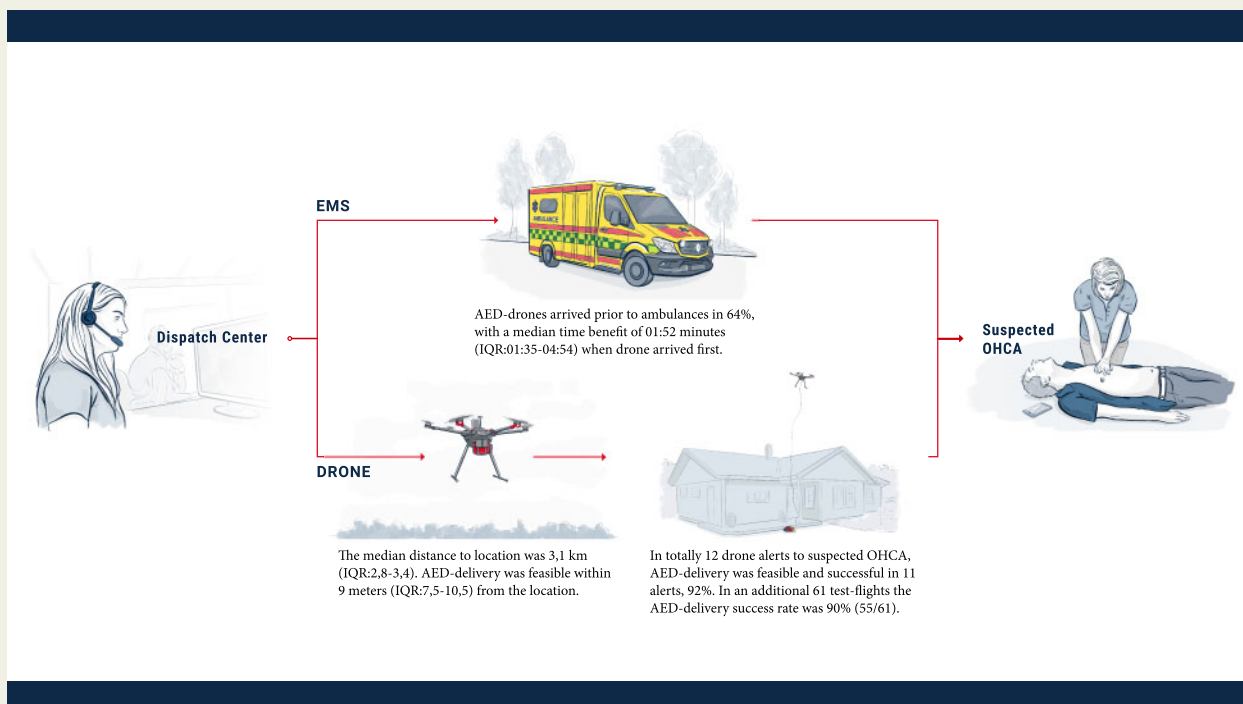 EMS
AMBULANCE
AED-drones arrived prior to ambulances in 64%,
with a median time benefit of 01:52 minutes
(IQR:01:35-04:54) when drone arrived first.
Dispatch Center
Suspected
OHCA
DRONE
The median distance to location was 3,1 km
(IQR:2,8-3,4). AED-delivery was feasible within
9 meters (IQR:7,5-10,5) from the location.
In totally 12 drone alerts to suspected OHCA,
AED-delivery was feasible and successful in 11
alerts, 92%. In an additional 61 test-flights the
AED-delivery success rate was 90% (55/61).